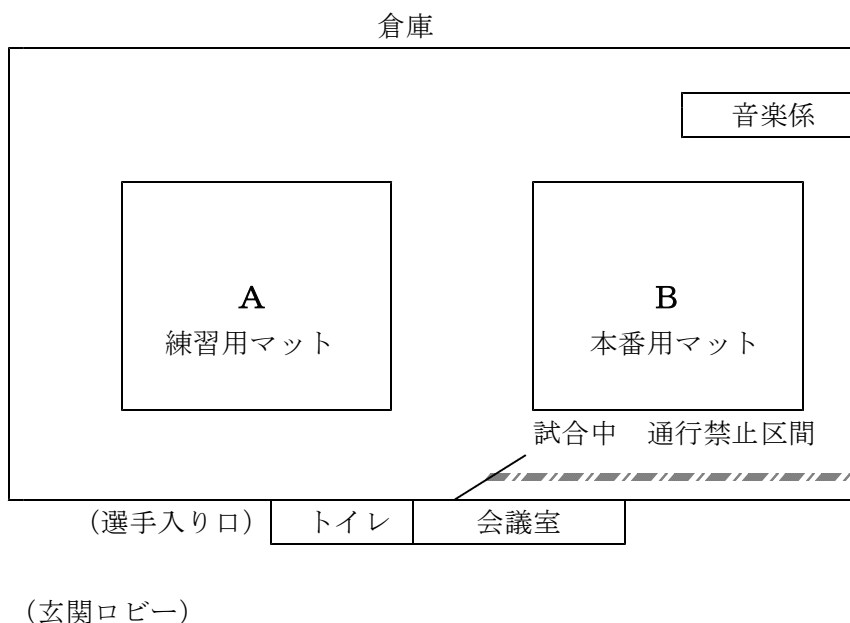 倉庫
音楽係
A
練習用マット
B
本番用マット
試合中　通行禁止区間
(選手入り口)
トイレ
会議室
(玄関ロビー)